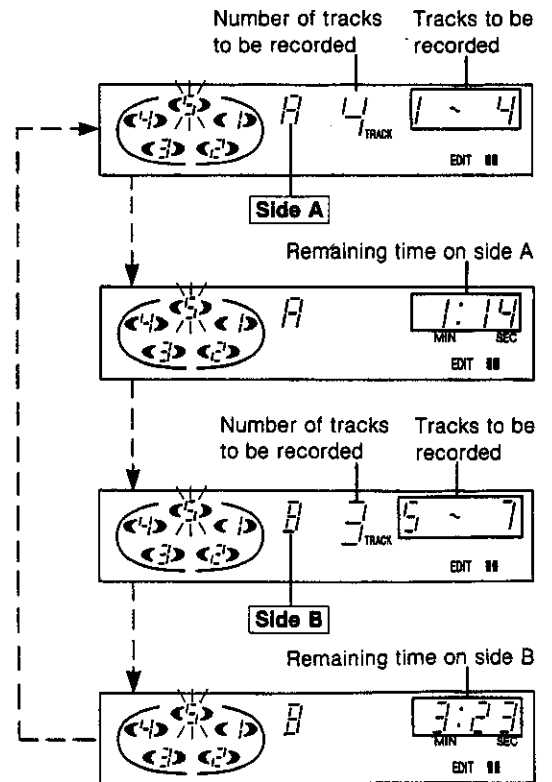 Number of tracks to be recorded
Tracks to be recorded
5 4 1 3 2 A 4 TRACK 1 ~ 4
EDIT
Side A
Remaining time on side A
5 4 1 3 2 A 1:14
MIN SEC
EDIT
Number of tracks to be recorded
Tracks to be recorded
5 4 1 3 2 B 3 TRACK 5 ~ 7
EDIT
Side B
Remaining time on side B
5 4 1 3 2 B 3:23
MIN SEC
EDIT